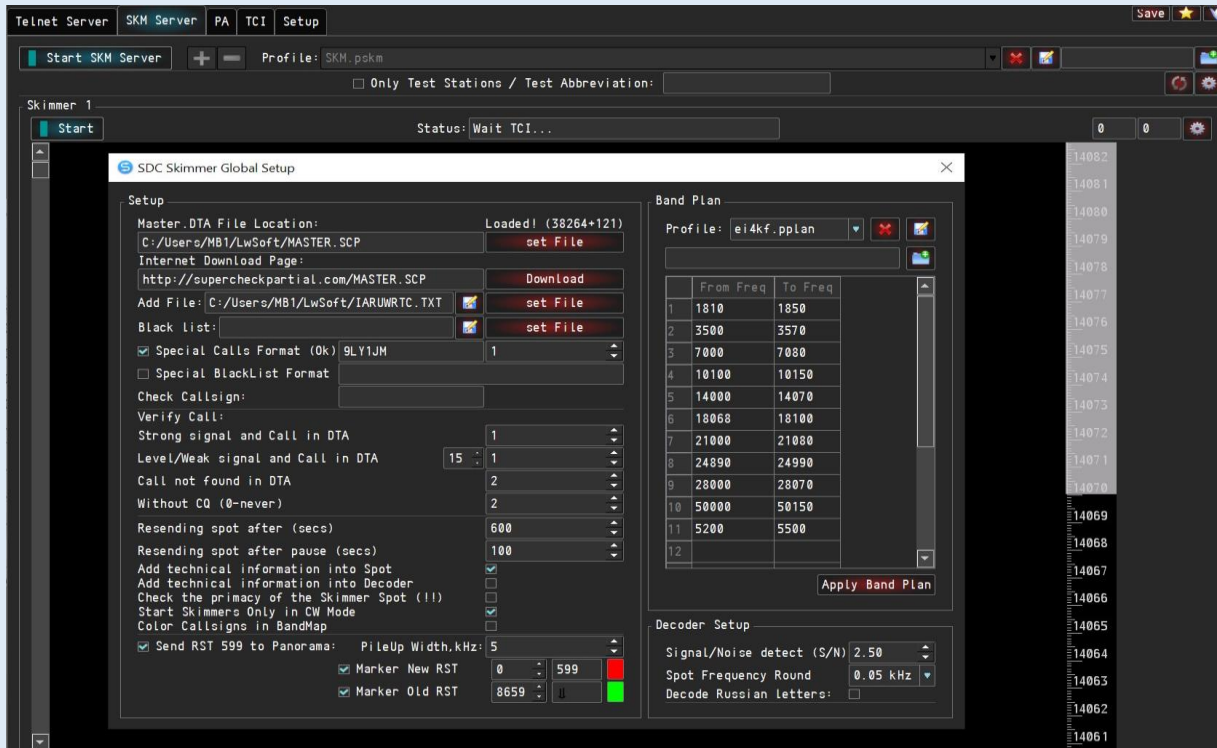 Telnet Server SKM Server PA TCI Setup Save
Start SKM Server Profile: SKM.pskm
Only Test Stations / Test Abbreviation:
Skimmer 1
Start Status: Wait TCI... 0 0
SDC Skimmer Global Setup
Setup
Master.DTA File Location: Loaded! (38264+121)
C:/Users/MB1/LwSoft/MASTER.SCP set File
Internet Download Page:
http://supercheckpartial.com/MASTER.SCP Download
Add File: C:/Users/MB1/LwSoft/IARUWRTC.TXT set File
Black list: set File
Special Calls Format (Ok) 9LY1JM 1
Special BlackList Format
Check Callsign:
Verify Call:
Strong signal and Call in DTA 1
Level/Weak signal and Call in DTA 15 1
Call not found in DTA 2
Without CQ (0-never) 2
Resending spot after (secs) 600
Resending spot after pause (secs) 100
Add technical information into Spot
Add technical information into Decoder
Check the primacy of the Skimmer Spot (!!)
Start Skimmers Only in CW Mode
Color Callsigns in BandMap
Send RST 599 to Panorama: PileUp Width,kHz: 5
Marker New RST 0 599
Marker Old RST 8659 ⇓
Band Plan
Profile: ei4kf.pplan
From Freq To Freq
1 1810 1850
2 3500 3570
3 7000 7080
4 10100 10150
5 14000 14070
6 18068 18100
7 21000 21080
8 24890 24990
9 28000 28070
10 50000 50150
11 5200 5500
12
Apply Band Plan
Decoder Setup
Signal/Noise detect (S/N) 2.50
Spot Frequency Round 0.05 kHz
Decode Russian letters:
14082
14081
14080
14079
14078
14077
14076
14075
14074
14073
14072
14071
14070
14069
14068
14067
14066
14065
14064
14063
14062
14061